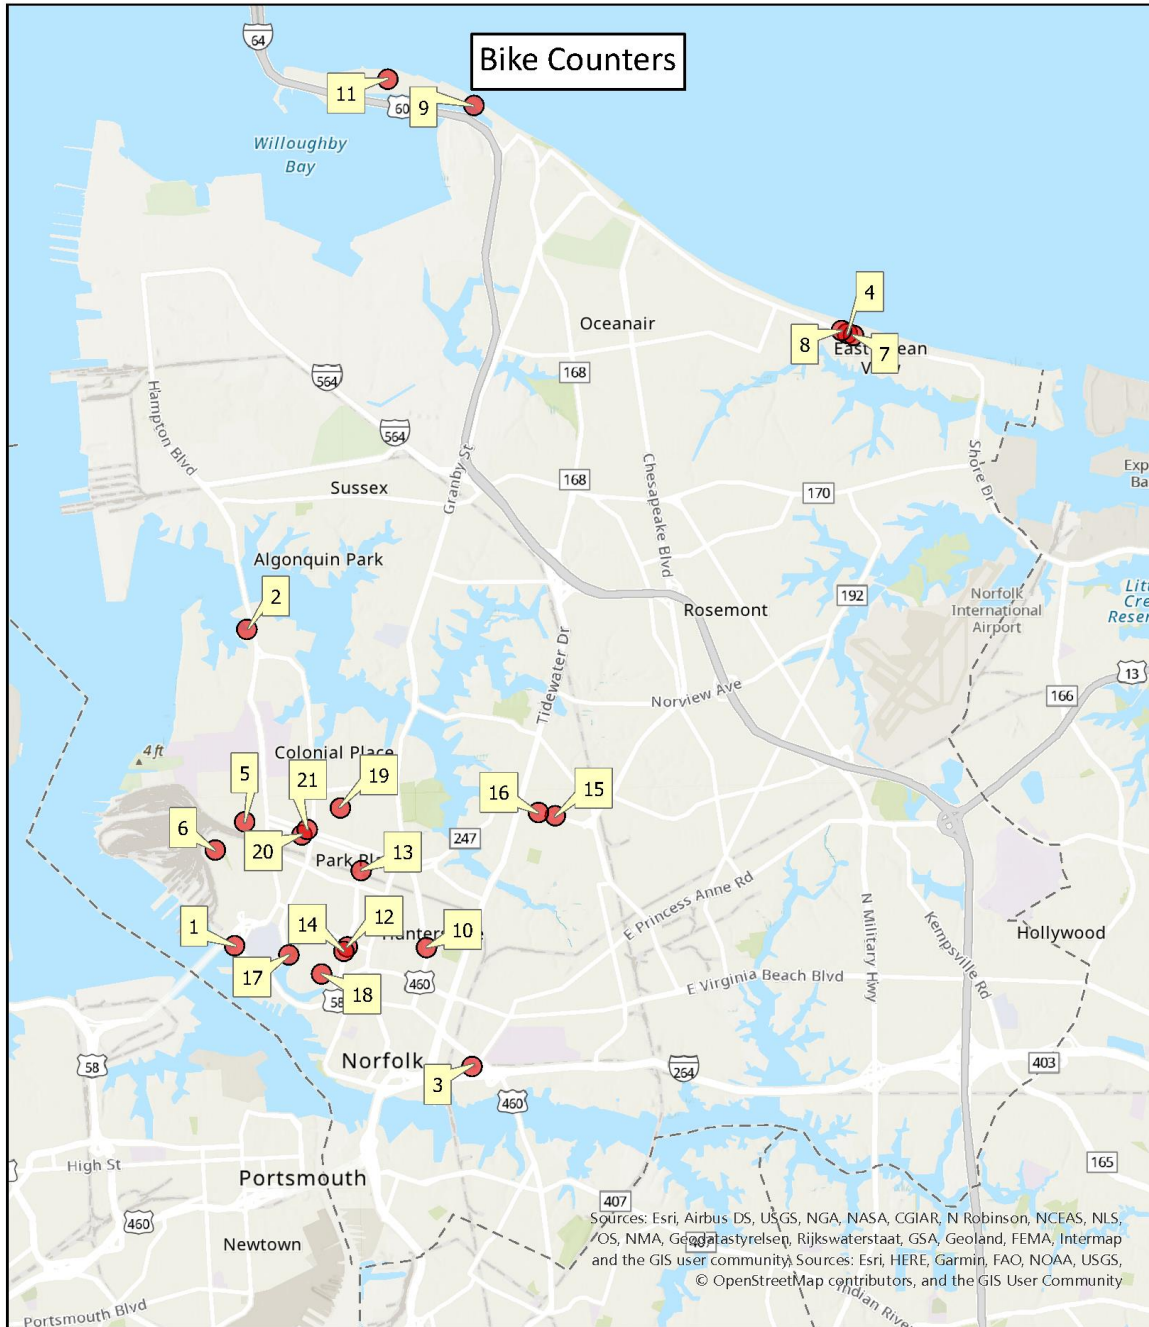 64
Bike Counters
11
60
9
Willoughby
Bay
4
Oceanair
8
7
168
564
Hampton Blvd
564
Granby St
Sussex
168
Chesapeake Blvd
170
Shore Dr
Algonquin Park
2
192
Rosemont
Norfolk
International
Airport
13
Tidewater Dr
Norview Ave
166
4 ft
Colonial Place
5
21
19
16
15
6
20
247
13
E Princess Anne Rd
N Military Hwy
Kempsville Rd
Hollywood
1
14
12
10
17
18
58
460
E Virginia Beach Blvd
Norfolk
3
264
403
58
460
High St
Portsmouth
165
460
407
Newtown
407
Sources: Esri, Airbus DS, USGS, NGA, NASA, CGIAR, N Robinson, NCEAS, NLS,
OS, NMA, Geodatastyrelsen, Rijkswaterstaat, GSA, Geoland, FEMA, Intermap
and the GIS user community, Sources: Esri, HERE, Garmin, FAO, NOAA, USGS,
© OpenStreetMap contributors, and the GIS User Community
Portsmouth Blvd